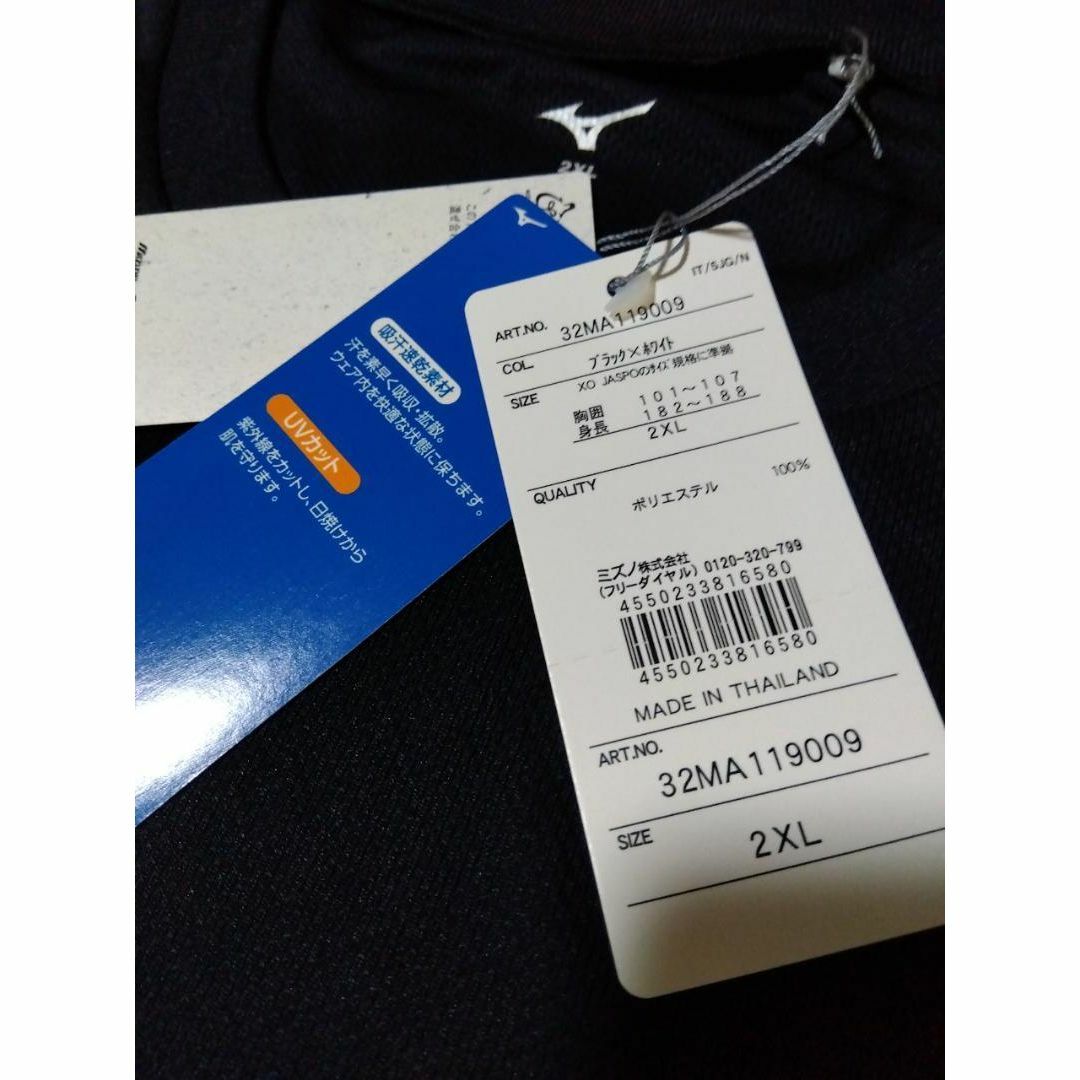 2XL
吸汗速乾素材
汗を素早く吸収・拡散。
ウェア内を快適な状態に保ちます。
UVカット
紫外線をカットし、日焼けから
肌を守ります。
IT/SJG/N
ART.NO. 32MA119009
COL. ブラック×ホワイト
SIZE XO JASPOのサイズ規格に準拠
胸囲 101～107
身長 182～188
2XL
QUALITY
ポリエステル 100%
ミズノ株式会社
(フリーダイヤル) 0120-320-799
4550233816580
4550233816580
MADE IN THAILAND
ART.NO.
32MA119009
SIZE
2XL